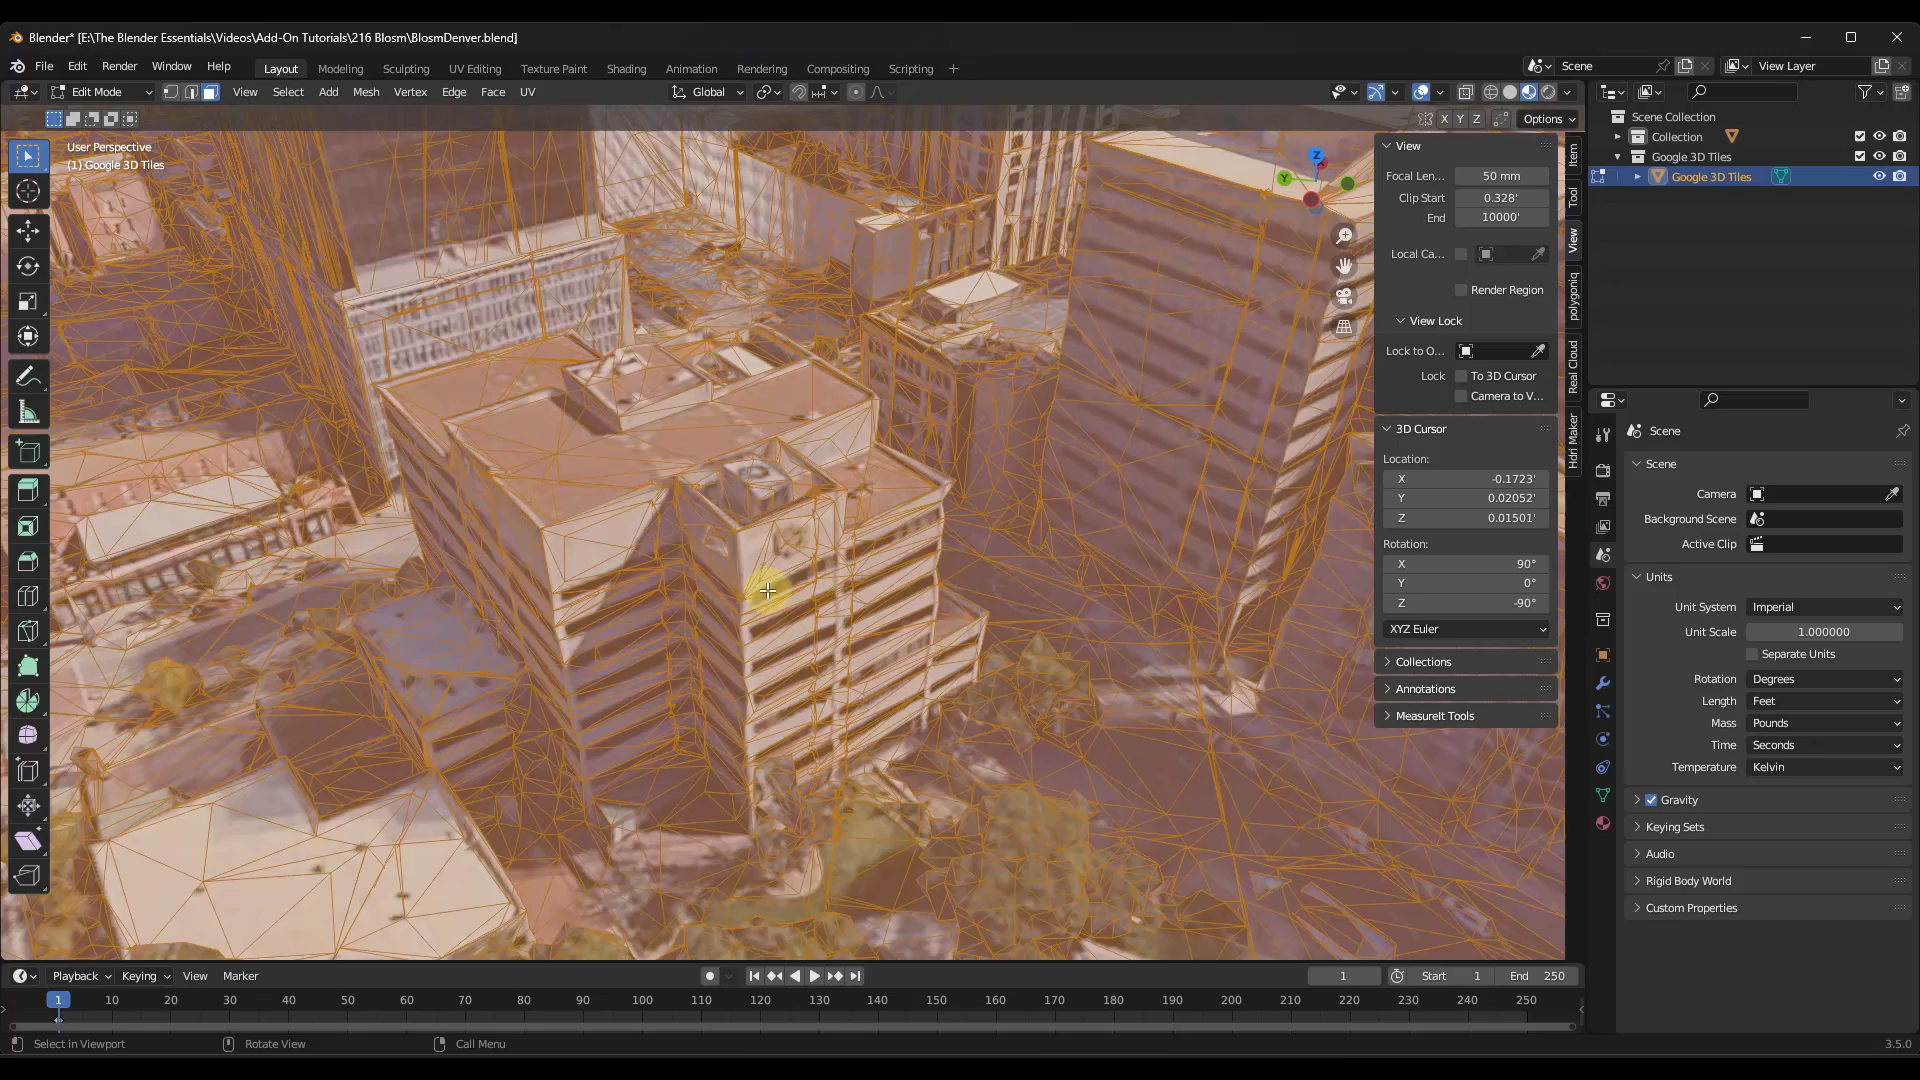 Blender* [E:\The Blender Essentials\Videos\Add-On Tutorials\216 Blosm\BlosmDenver.blend]
File Edit Render Window Help Layout Modeling Sculpting UV Editing Texture Paint Shading Animation Rendering Compositing Scripting + Scene View Layer
Edit Mode View Select Add Mesh Vertex Edge Face UV Global
X Y Z Options
User Perspective
(1) Google 3D Tiles
Z
Y
View
Focal Len... 50 mm
Clip Start 0.328'
End 10000'
Local Ca...
Render Region
View Lock
Lock to O...
Lock To 3D Cursor
Camera to V...
3D Cursor
Location:
X -0.1723'
Y 0.02052'
Z 0.01501'
Rotation:
X 90°
Y 0°
Z -90°
XYZ Euler
Collections
Annotations
MeasureIt Tools
Item
Tool
View
polygoniq
Real Cloud
Hdri Maker
Scene Collection
Collection
Google 3D Tiles
Google 3D Tiles
Scene
Scene
Camera
Background Scene
Active Clip
Units
Unit System Imperial
Unit Scale 1.000000
Separate Units
Rotation Degrees
Length Feet
Mass Pounds
Time Seconds
Temperature Kelvin
Gravity
Keying Sets
Audio
Rigid Body World
Custom Properties
Playback Keying View Marker 1 Start 1 End 250
1 10 20 30 40 50 60 70 80 90 100 110 120 130 140 150 160 170 180 190 200 210 220 230 240 250
Select in Viewport Rotate View Call Menu 3.5.0